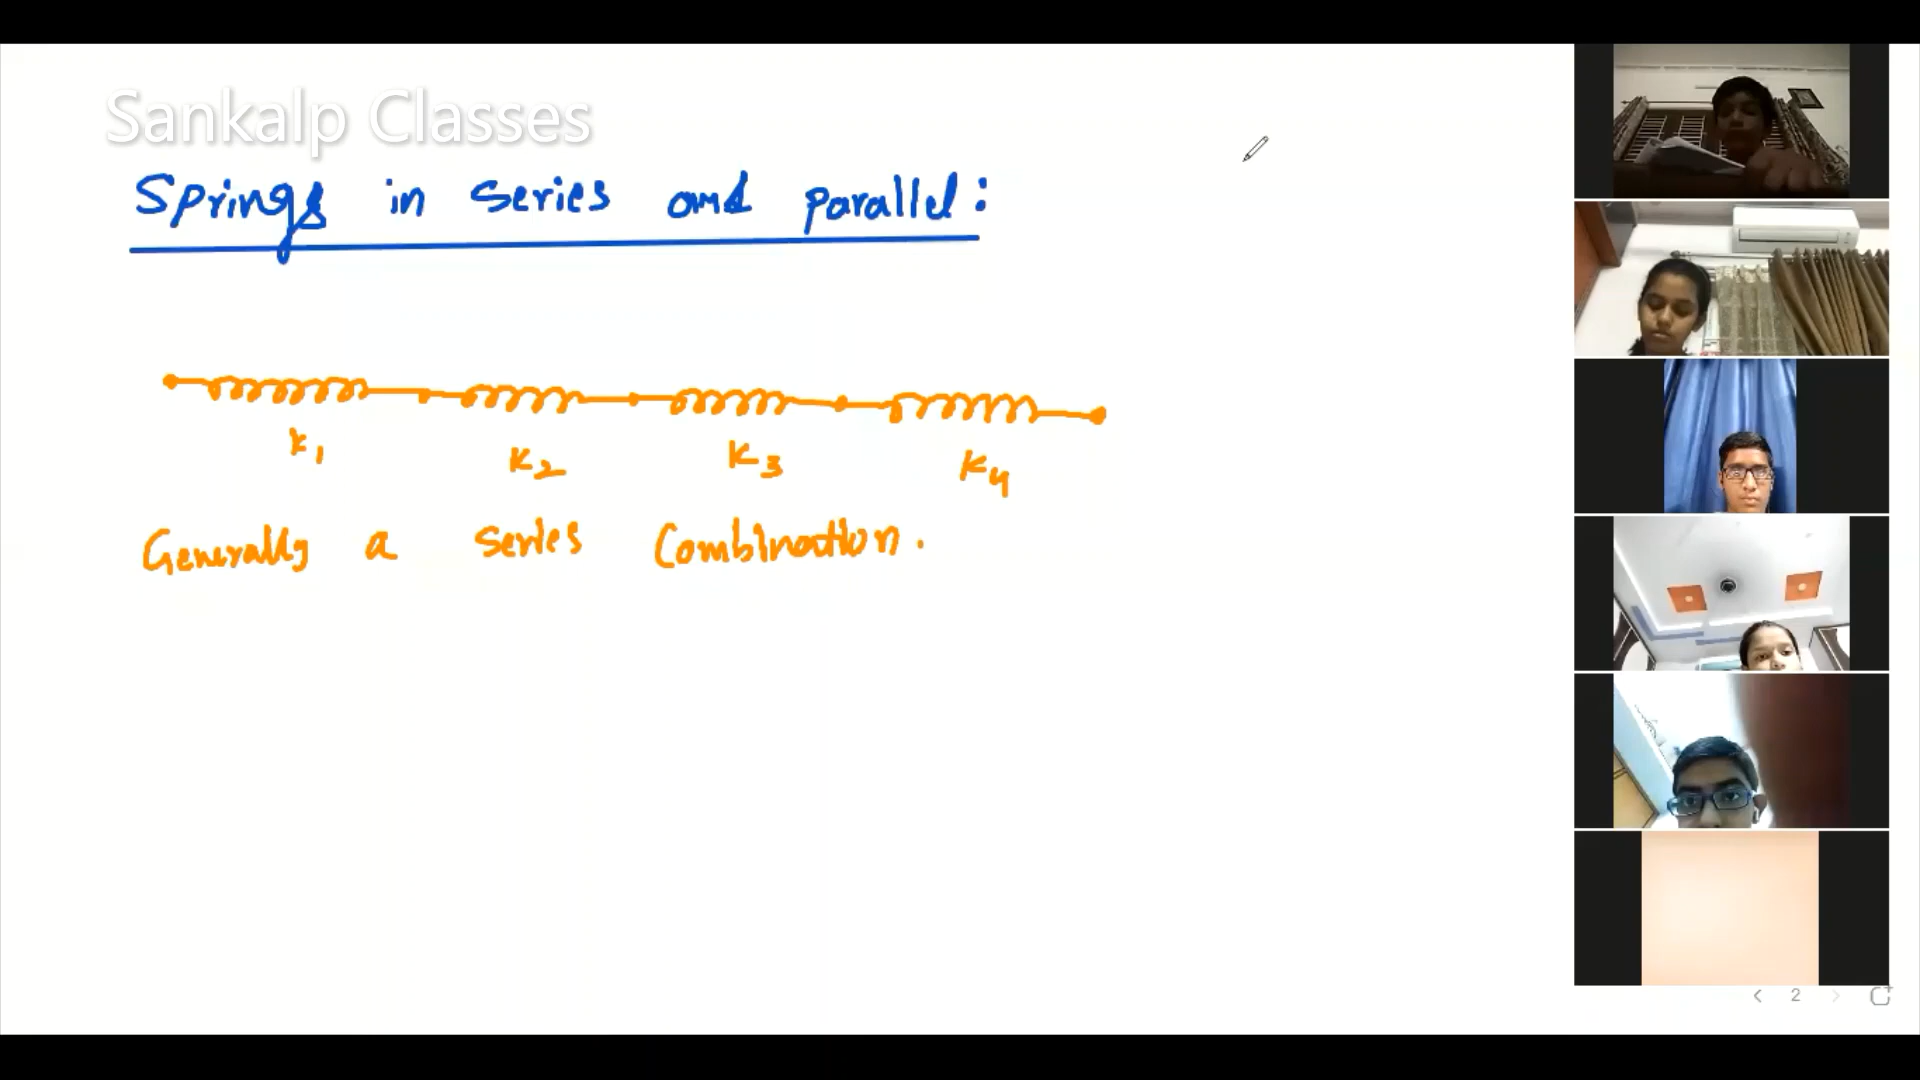 Sankalp Classes
Springs in series and parallel:
K1 K2 K3 K4
Generally a series Combination.
2